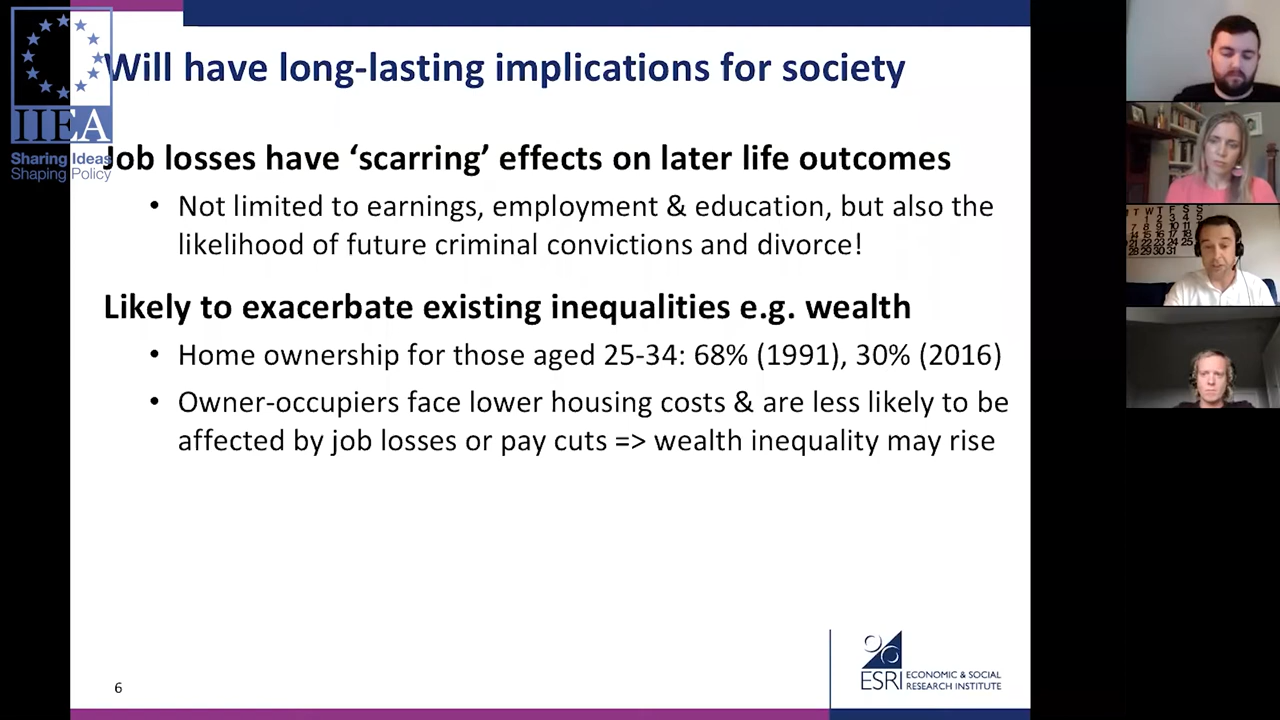 Will have long-lasting implications for society
IIEA
Sharing Ideas
Shaping Policy
Job losses have ‘scarring’ effects on later life outcomes
• Not limited to earnings, employment & education, but also the
likelihood of future criminal convictions and divorce!
Likely to exacerbate existing inequalities e.g. wealth
• Home ownership for those aged 25-34: 68% (1991), 30% (2016)
• Owner-occupiers face lower housing costs & are less likely to be
affected by job losses or pay cuts => wealth inequality may rise
6
ESRI ECONOMIC & SOCIAL
RESEARCH INSTITUTE